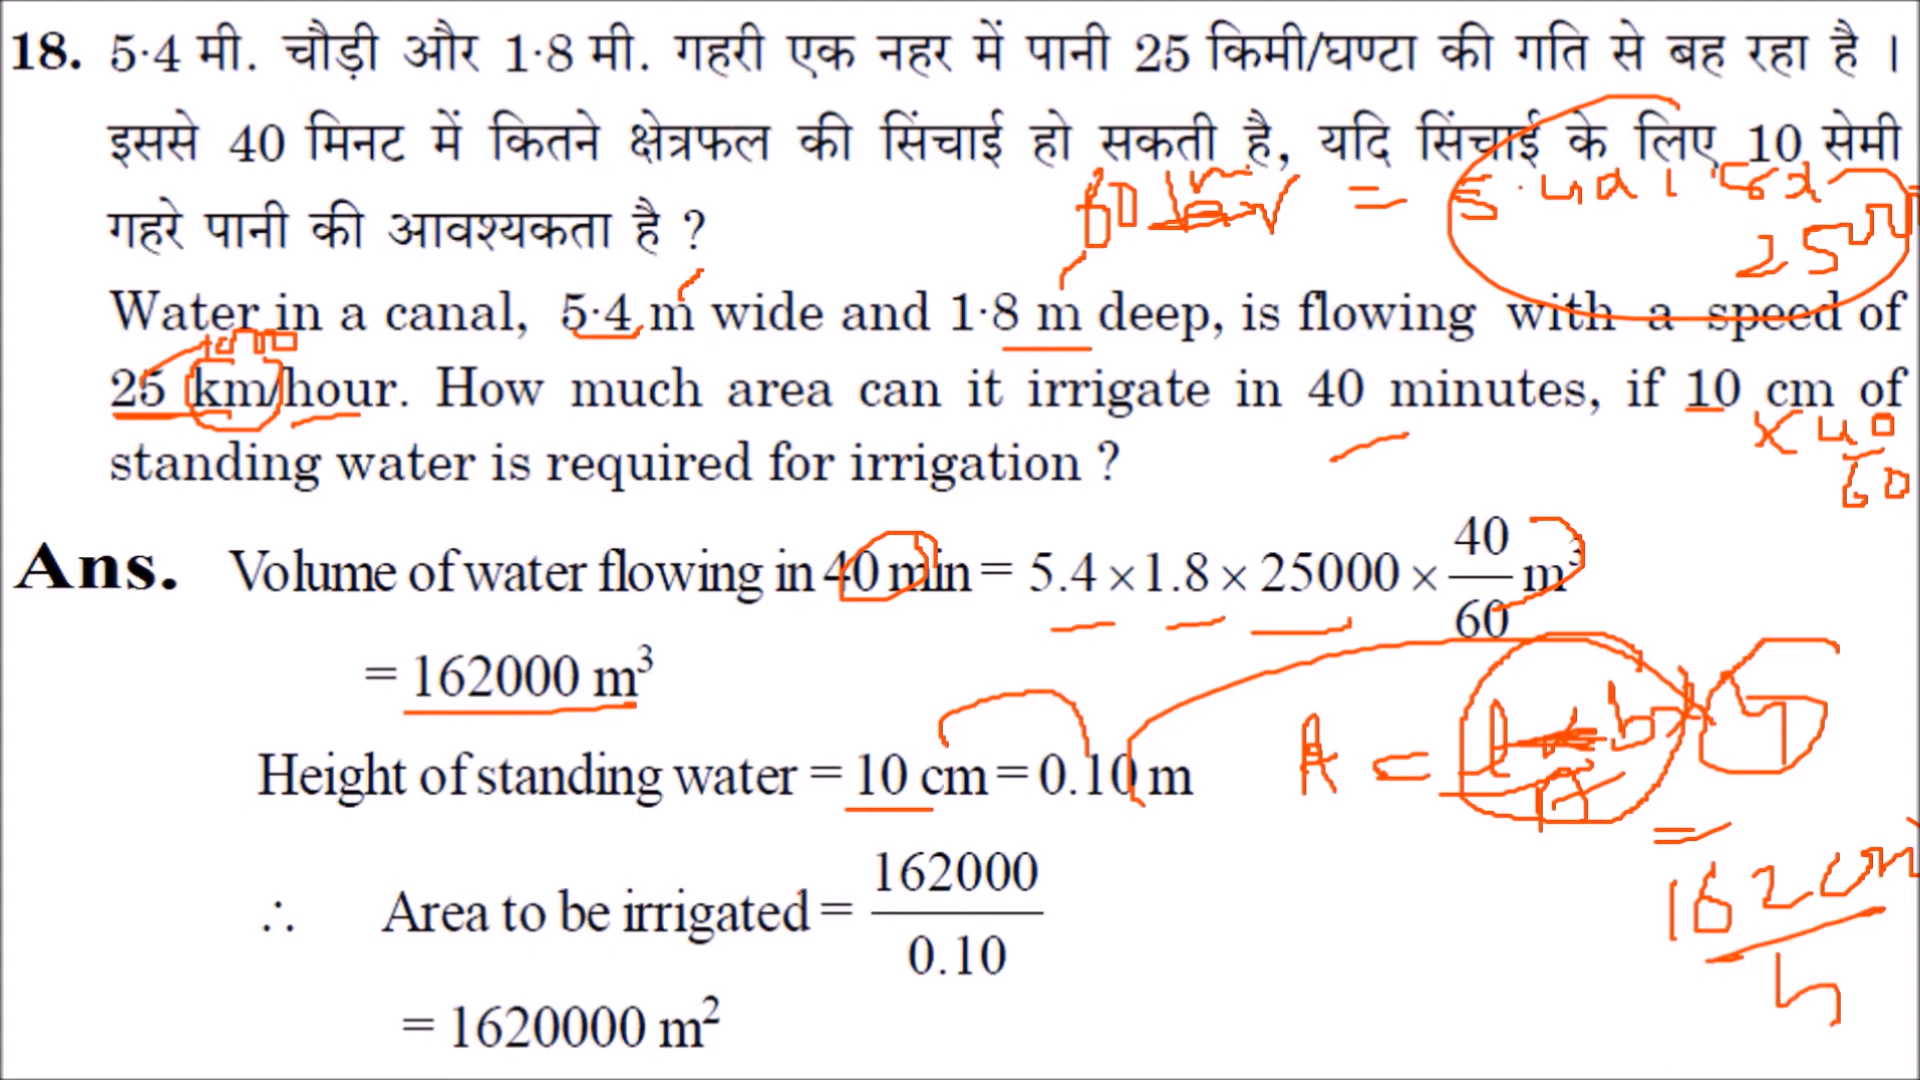 18. 5·4 मी. चौड़ी और 1·8 मी. गहरी एक नहर में पानी 25 किमी/घण्टा की गति से बह रहा है ।
इससे 40 मिनट में कितने क्षेत्रफल की सिंचाई हो सकती है, यदि सिंचाई के लिए 10 सेमी
गहरे पानी की आवश्यकता है ?
Water in a canal, 5·4 m wide and 1·8 m deep, is flowing with a speed of
25 km/hour. How much area can it irrigate in 40 minutes, if 10 cm of
× 40
60
standing water is required for irrigation ?
Ans. Volume of water flowing in 40 min = 5.4 × 1.8 × 25000 × 40/60 m³
= 162000 m³
Height of standing water = 10 cm = 0.10 m
A =
∴ Area to be irrigated = 162000/0.10
h
= 1620000 m²